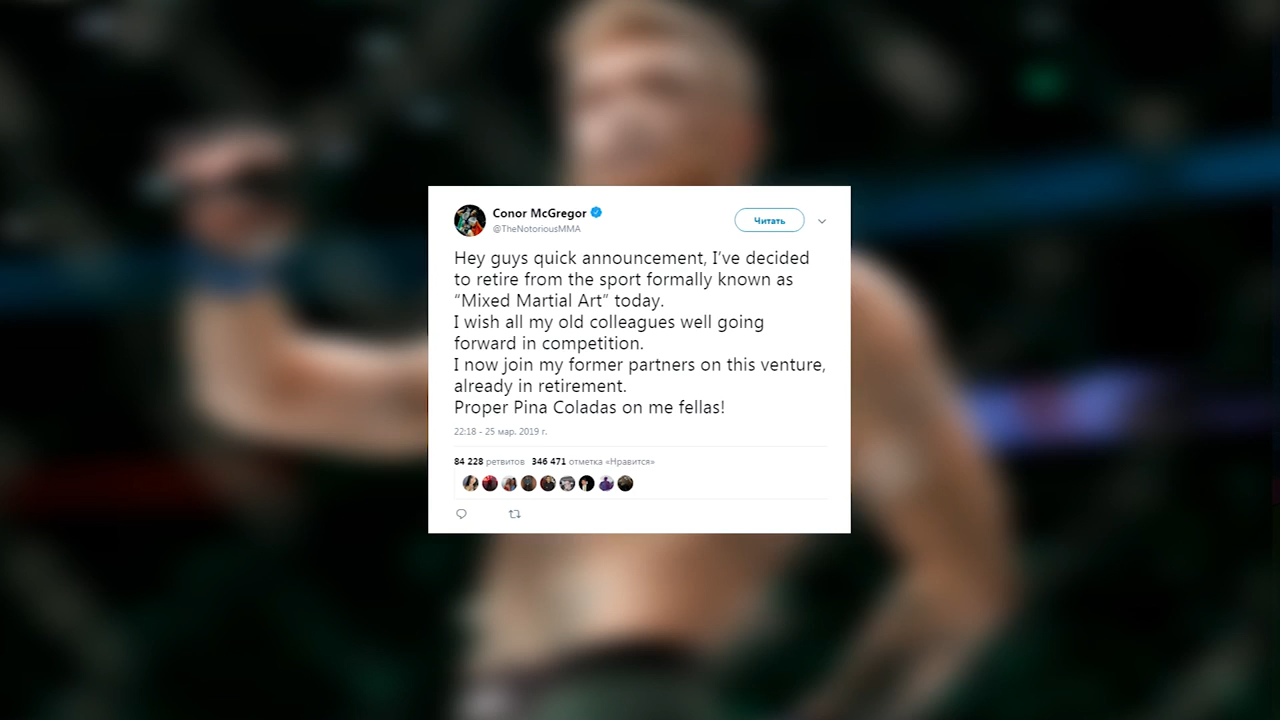 Conor McGregor
@TheNotoriousMMA
Читать
Hey guys quick announcement, I’ve decided
to retire from the sport formally known as
“Mixed Martial Art” today.
I wish all my old colleagues well going
forward in competition.
I now join my former partners on this venture,
already in retirement.
Proper Pina Coladas on me fellas!
22:18 - 25 мар. 2019 г.
84 228 ретвитов 346 471 отметка «Нравится»